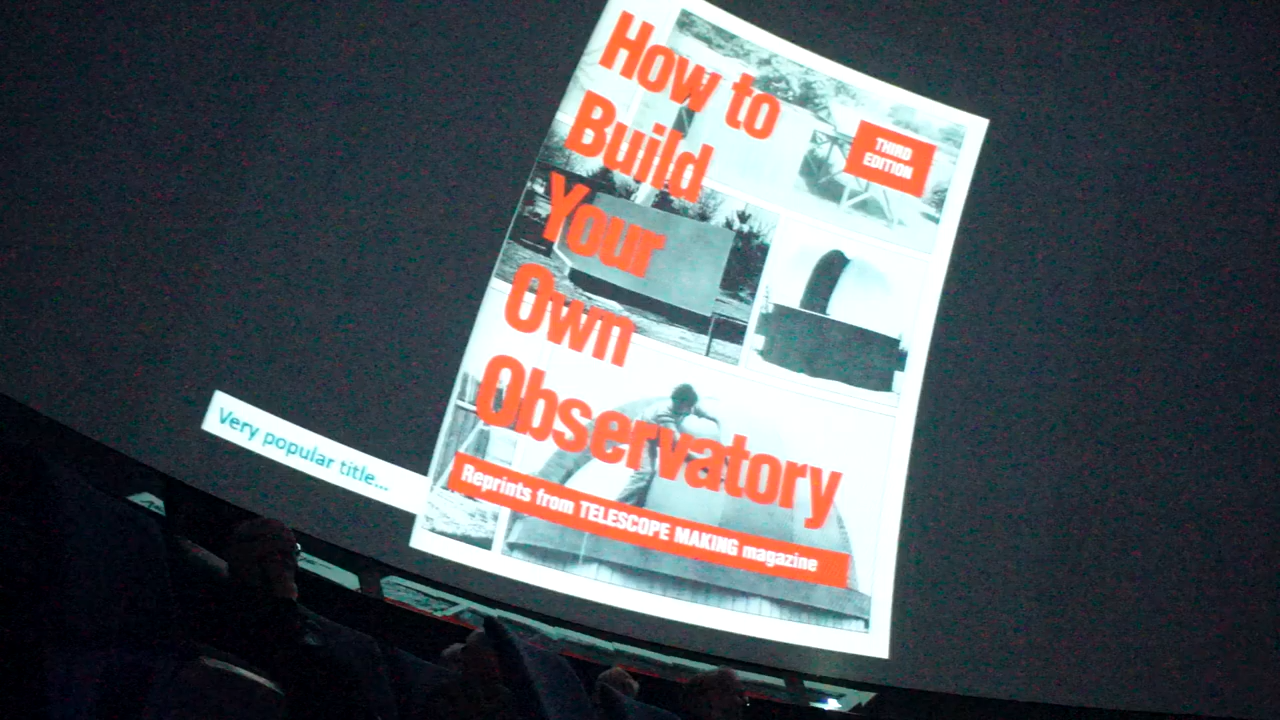 How to
Build
Your
Own
Observatory
THIRD
EDITION
Reprints from TELESCOPE MAKING magazine
Very popular title...